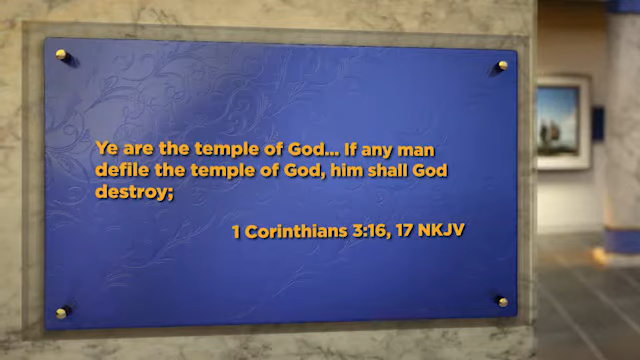 Ye are the temple of God... If any man
defile the temple of God, him shall God
destroy;
1 Corinthians 3:16, 17 NKJV